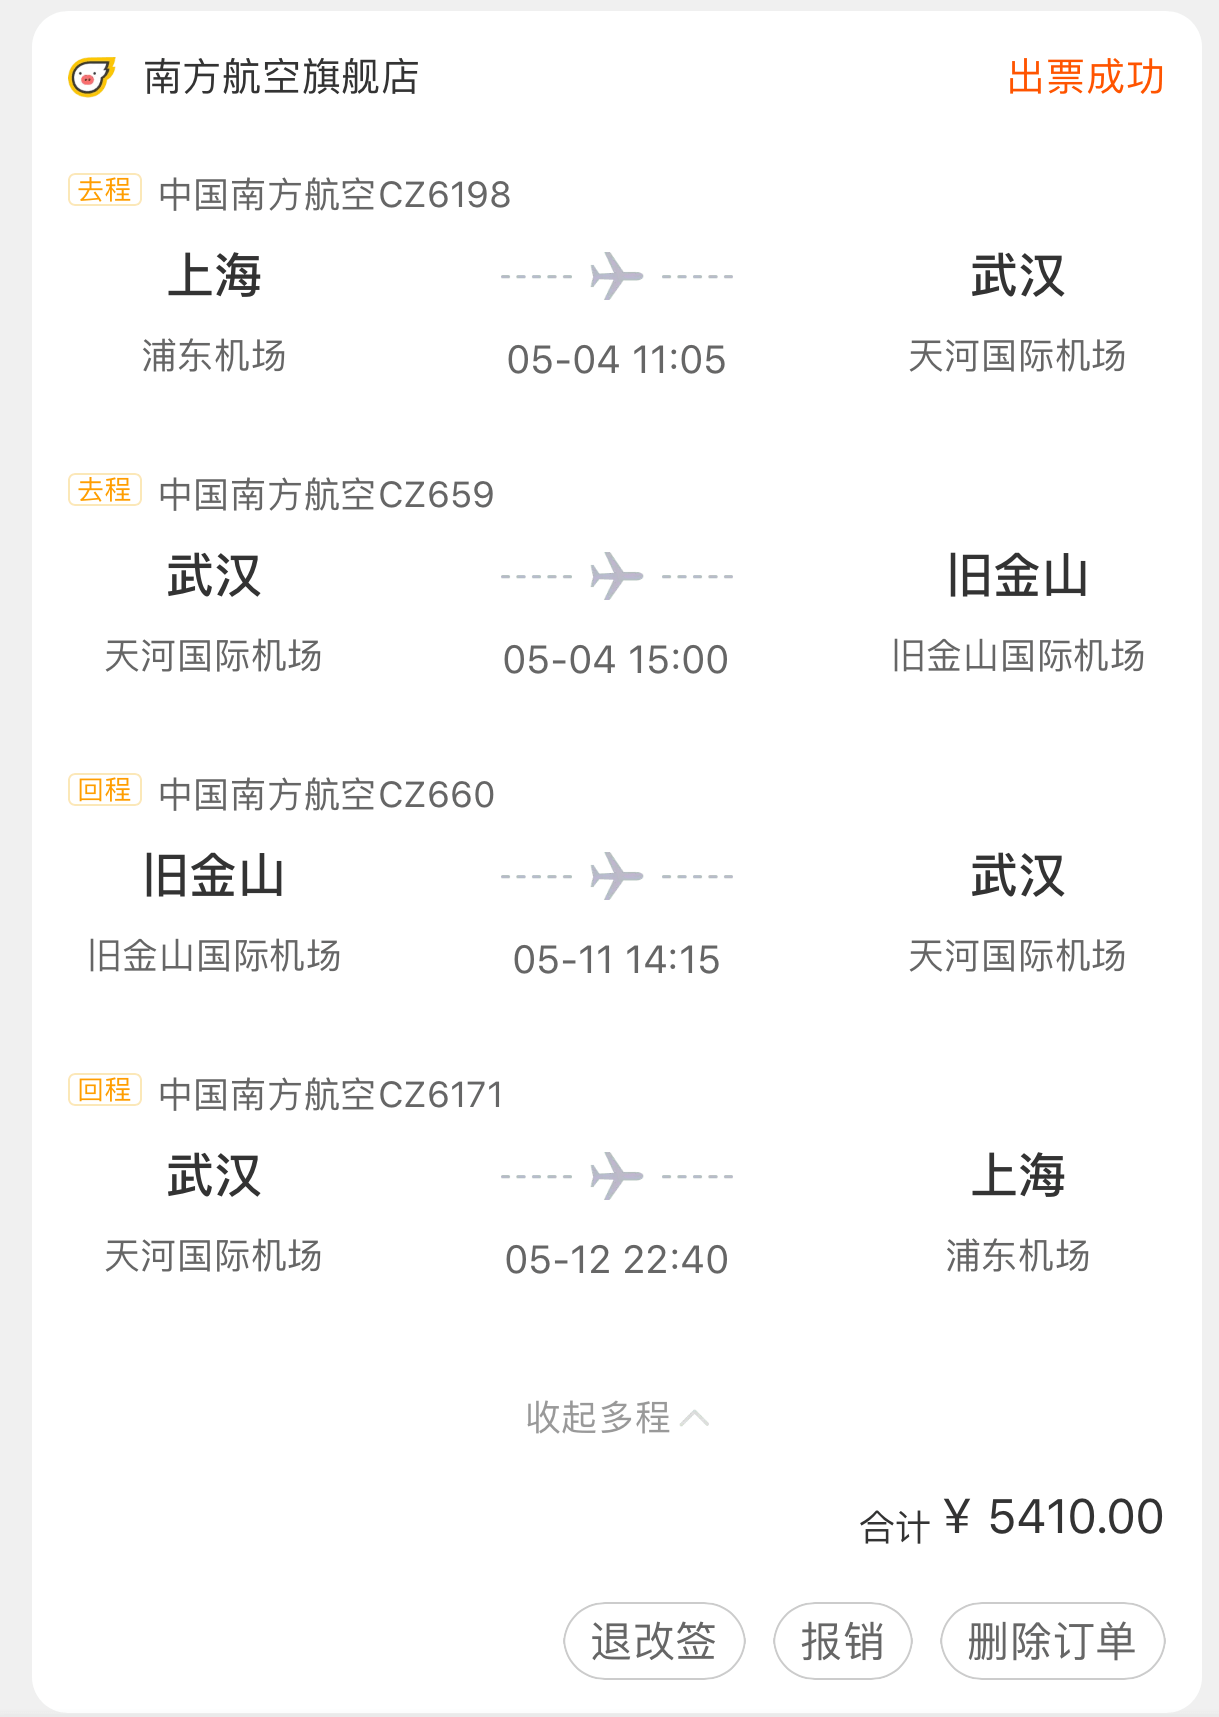 南方航空旗舰店 出票成功
去程 中国南方航空CZ6198
上海 武汉
浦东机场 05-04 11:05 天河国际机场
去程 中国南方航空CZ659
武汉 旧金山
天河国际机场 05-04 15:00 旧金山国际机场
回程 中国南方航空CZ660
旧金山 武汉
旧金山国际机场 05-11 14:15 天河国际机场
回程 中国南方航空CZ6171
武汉 上海
天河国际机场 05-12 22:40 浦东机场
收起多程
合计 ¥ 5410.00
退改签 报销 删除订单